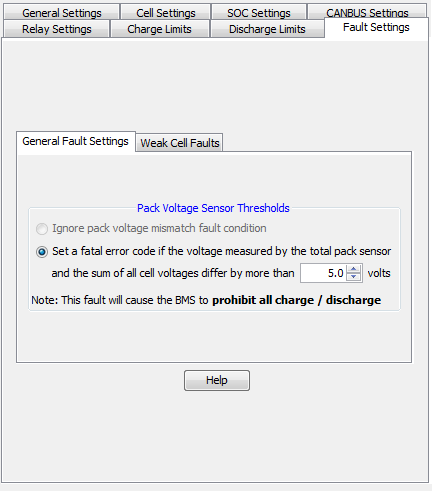 General Settings Cell Settings SOC Settings CANBUS Settings
Relay Settings Charge Limits Discharge Limits Fault Settings
General Fault Settings Weak Cell Faults
Pack Voltage Sensor Thresholds
Ignore pack voltage mismatch fault condition
Set a fatal error code if the voltage measured by the total pack sensor
and the sum of all cell voltages differ by more than 5.0 volts
Note: This fault will cause the BMS to prohibit all charge / discharge
Help